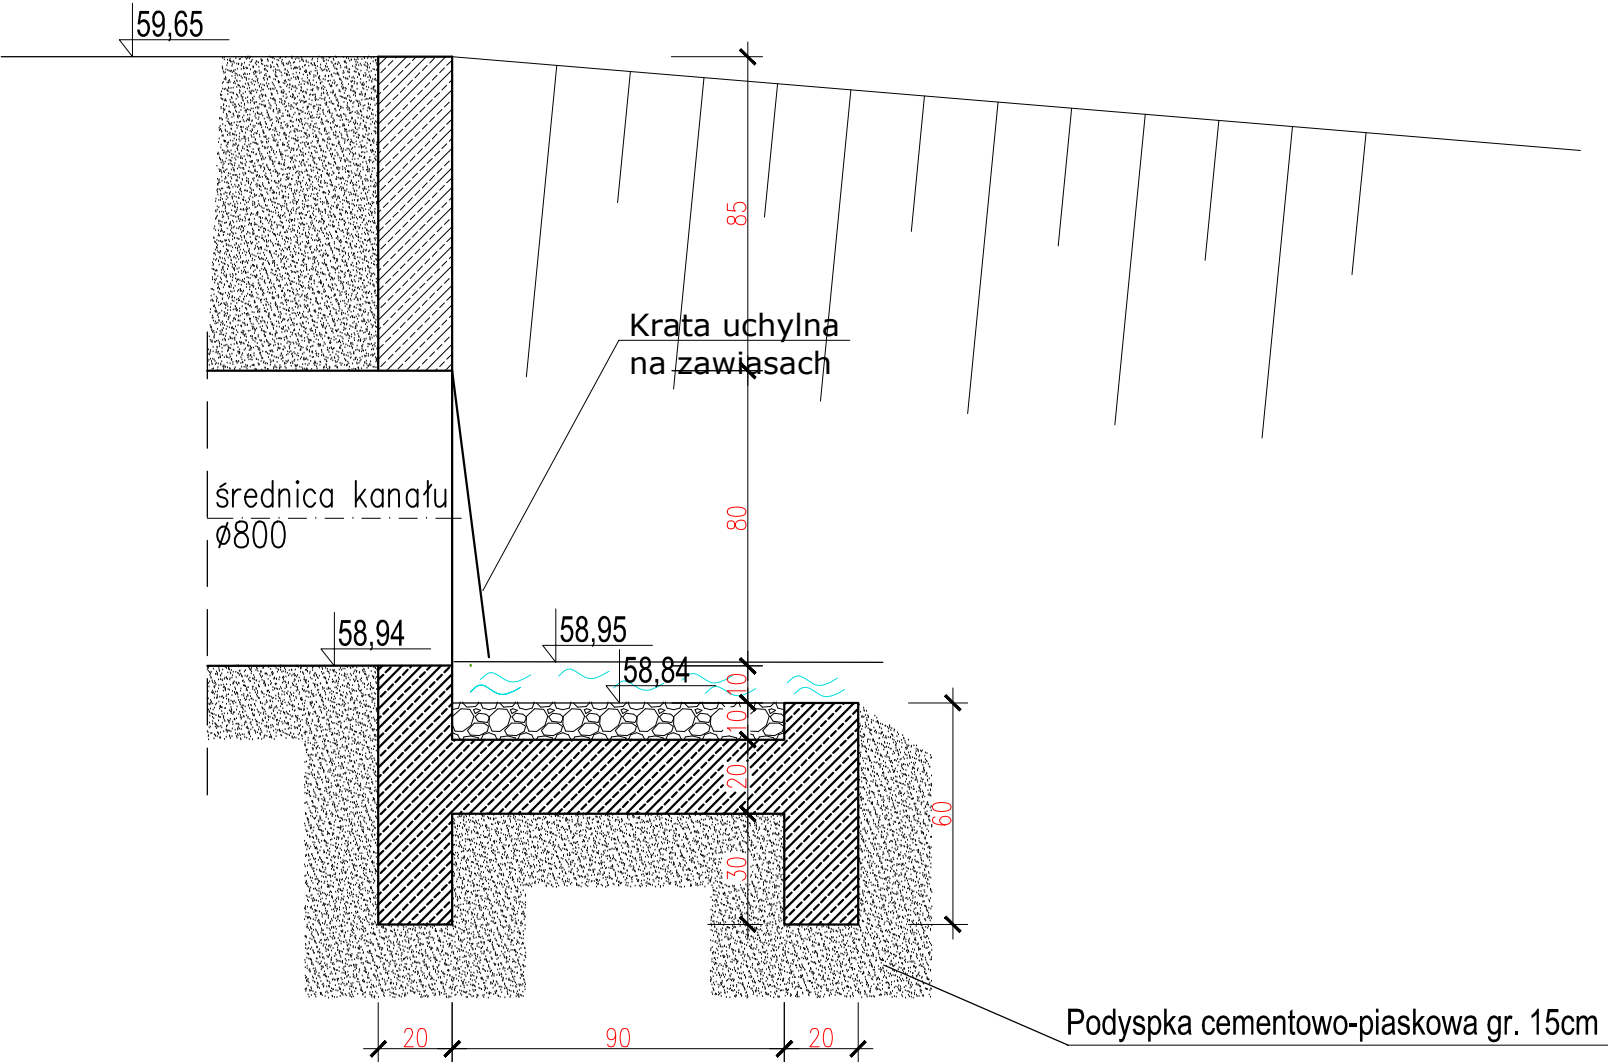 59,65
85
Krata uchylna
na zawiasach
średnica kanału
ø800
80
58,94
58,95
58,84
10
10
20
30
60
20
90
20
Podyspka cementowo-piaskowa gr. 15cm